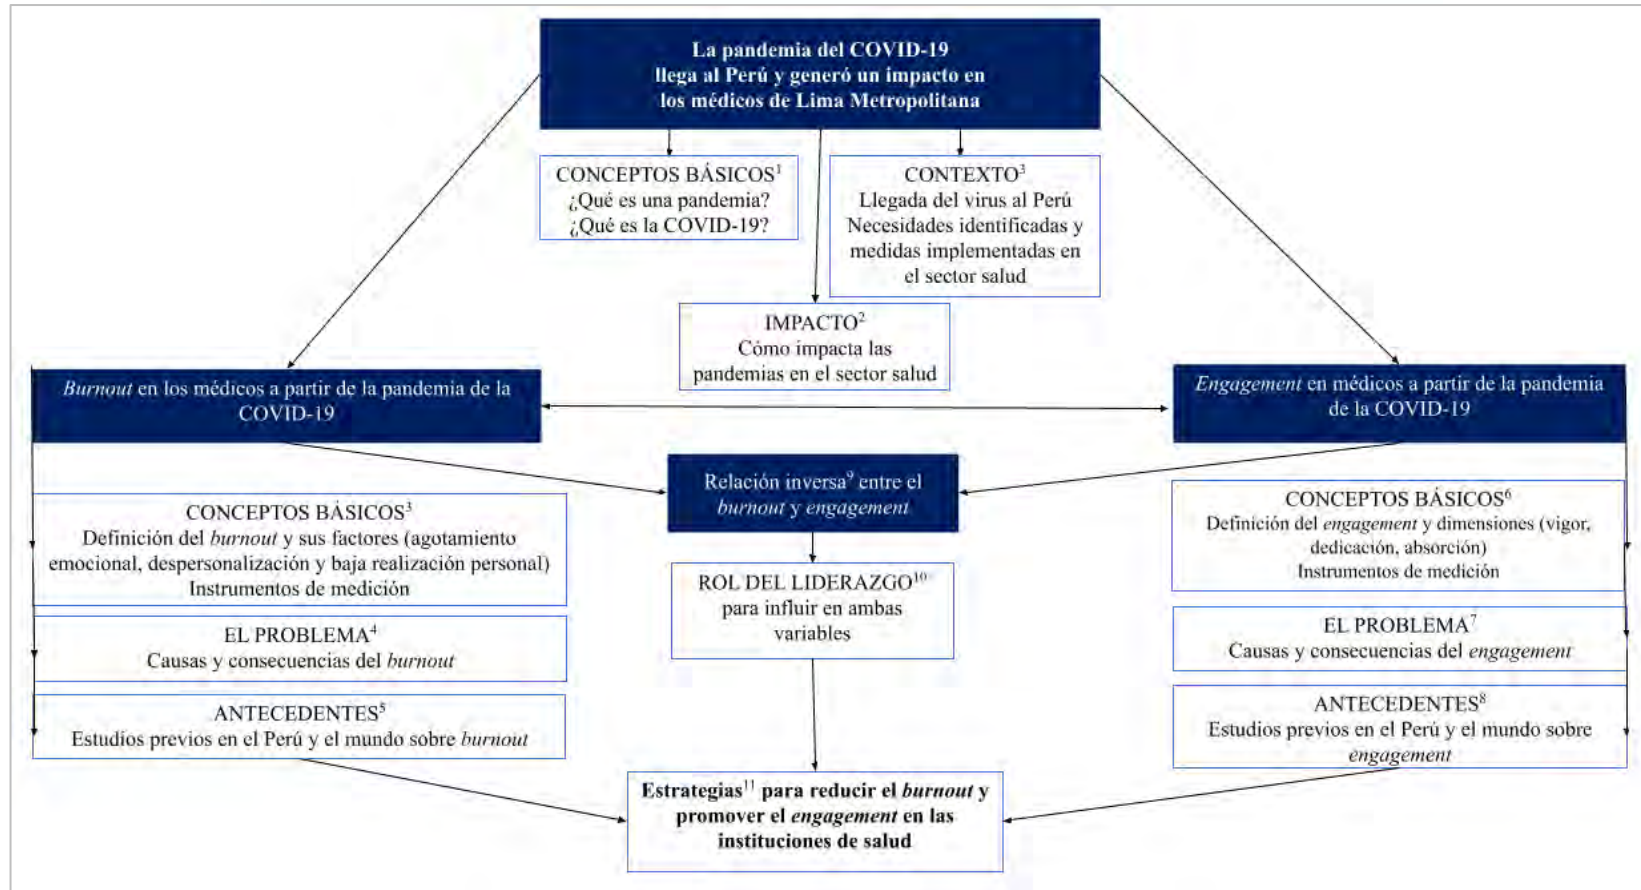 La pandemia del COVID-19
llega al Perú y generó un impacto en
los médicos de Lima Metropolitana
CONCEPTOS BÁSICOS¹
¿Qué es una pandemia?
¿Qué es la COVID-19?
CONTEXTO³
Llegada del virus al Perú
Necesidades identificadas y
medidas implementadas en
el sector salud
IMPACTO²
Cómo impacta las
pandemias en el sector salud
Burnout en los médicos a partir de la pandemia de la
COVID-19
Engagement en médicos a partir de la pandemia
de la COVID-19
Relación inversa⁹ entre el
burnout y engagement
CONCEPTOS BÁSICOS³
Definición del burnout y sus factores (agotamiento
emocional, despersonalización y baja realización personal)
Instrumentos de medición
CONCEPTOS BÁSICOS⁶
Definición del engagement y dimensiones (vigor,
dedicación, absorción)
Instrumentos de medición
ROL DEL LIDERAZGO¹⁰
para influir en ambas
variables
EL PROBLEMA⁴
Causas y consecuencias del burnout
EL PROBLEMA⁷
Causas y consecuencias del engagement
ANTECEDENTES⁵
Estudios previos en el Perú y el mundo sobre burnout
ANTECEDENTES⁸
Estudios previos en el Perú y el mundo sobre
engagement
Estrategias¹¹ para reducir el burnout y
promover el engagement en las
instituciones de salud